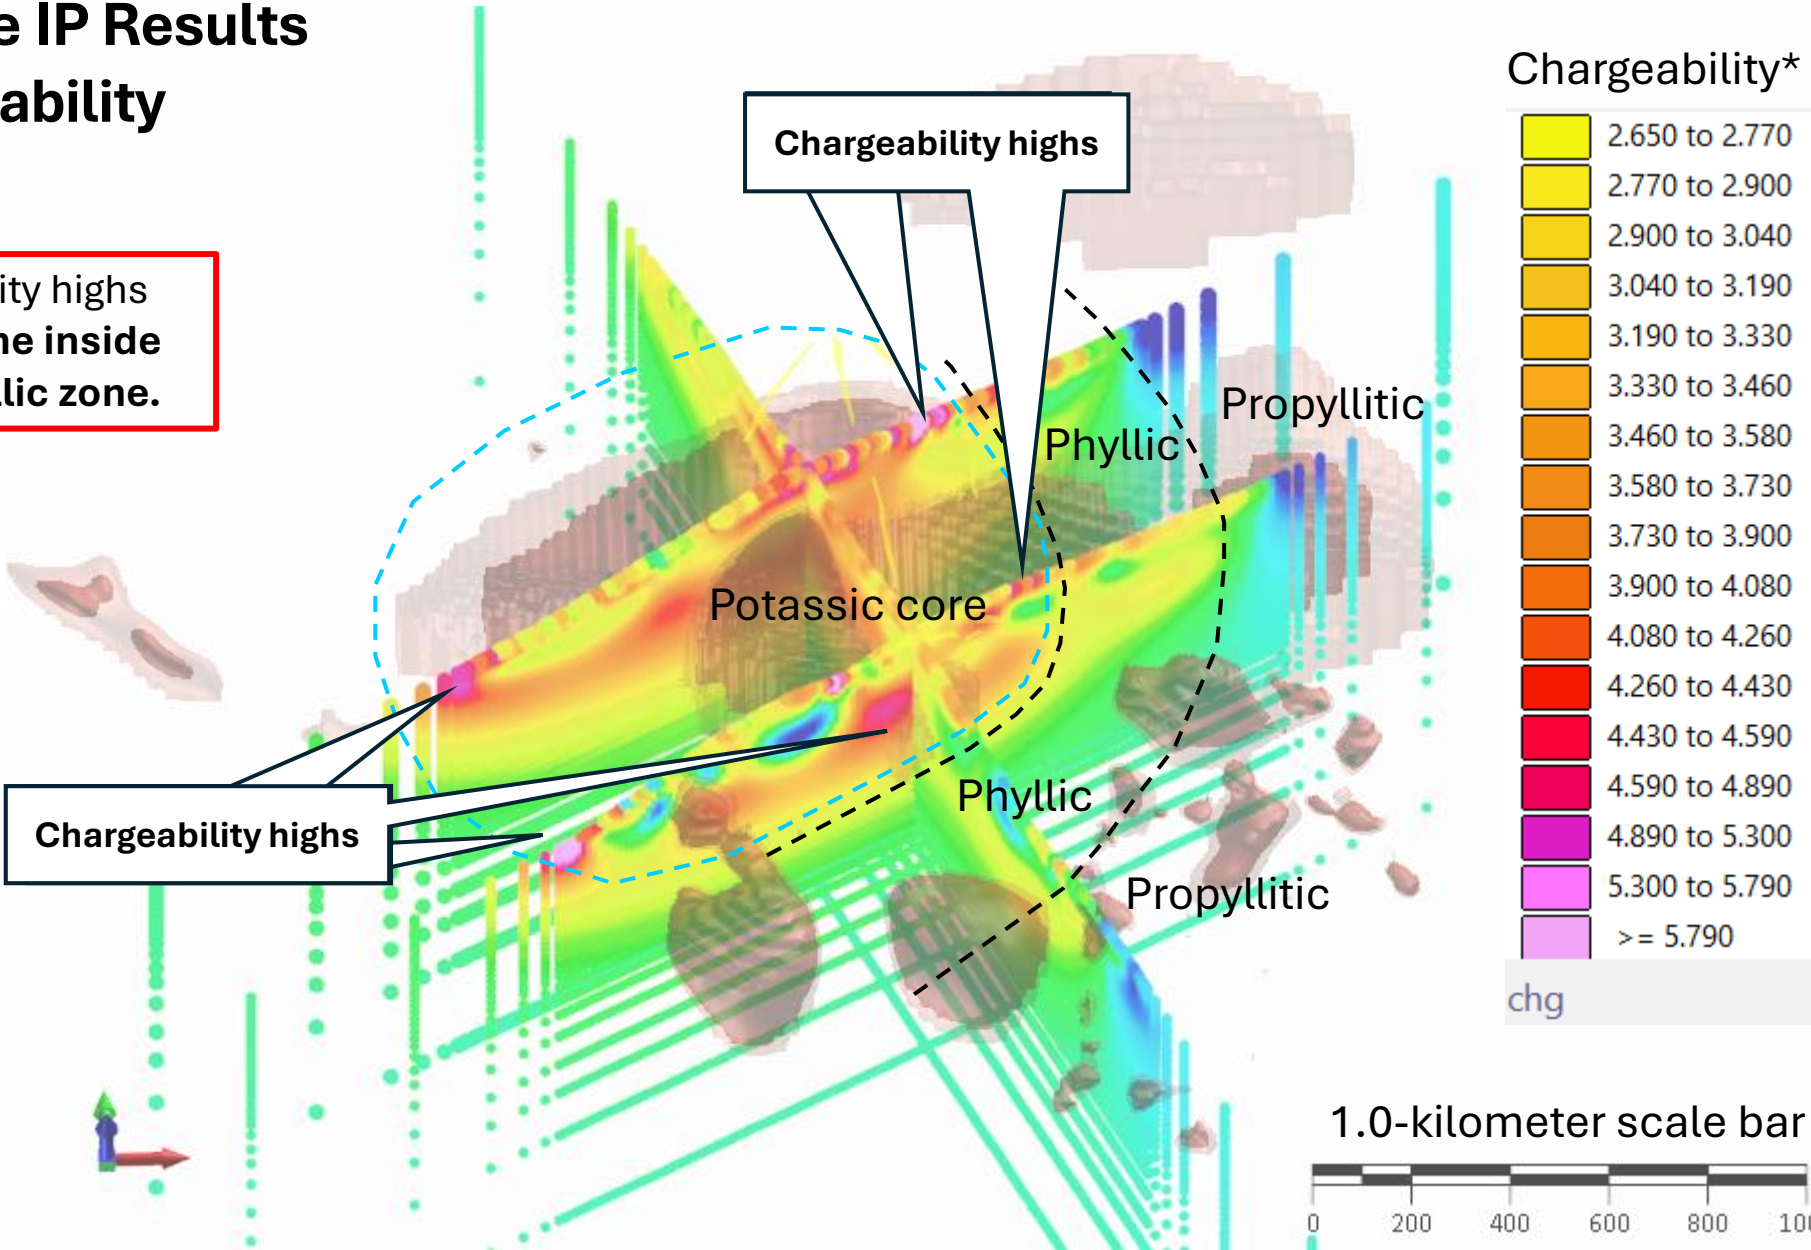 e IP Results
ability
ity highs
ne inside
llic zone.
Chargeability highs
Chargeability*
2.650 to 2.770
2.770 to 2.900
2.900 to 3.040
3.040 to 3.190
3.190 to 3.330
3.330 to 3.460
3.460 to 3.580
3.580 to 3.730
3.730 to 3.900
3.900 to 4.080
4.080 to 4.260
4.260 to 4.430
4.430 to 4.590
4.590 to 4.890
4.890 to 5.300
5.300 to 5.790
>= 5.790
chg
Propyllitic
Phyllic
Potassic core
Phyllic
Chargeability highs
Propyllitic
1.0-kilometer scale bar
0 200 400 600 800 100